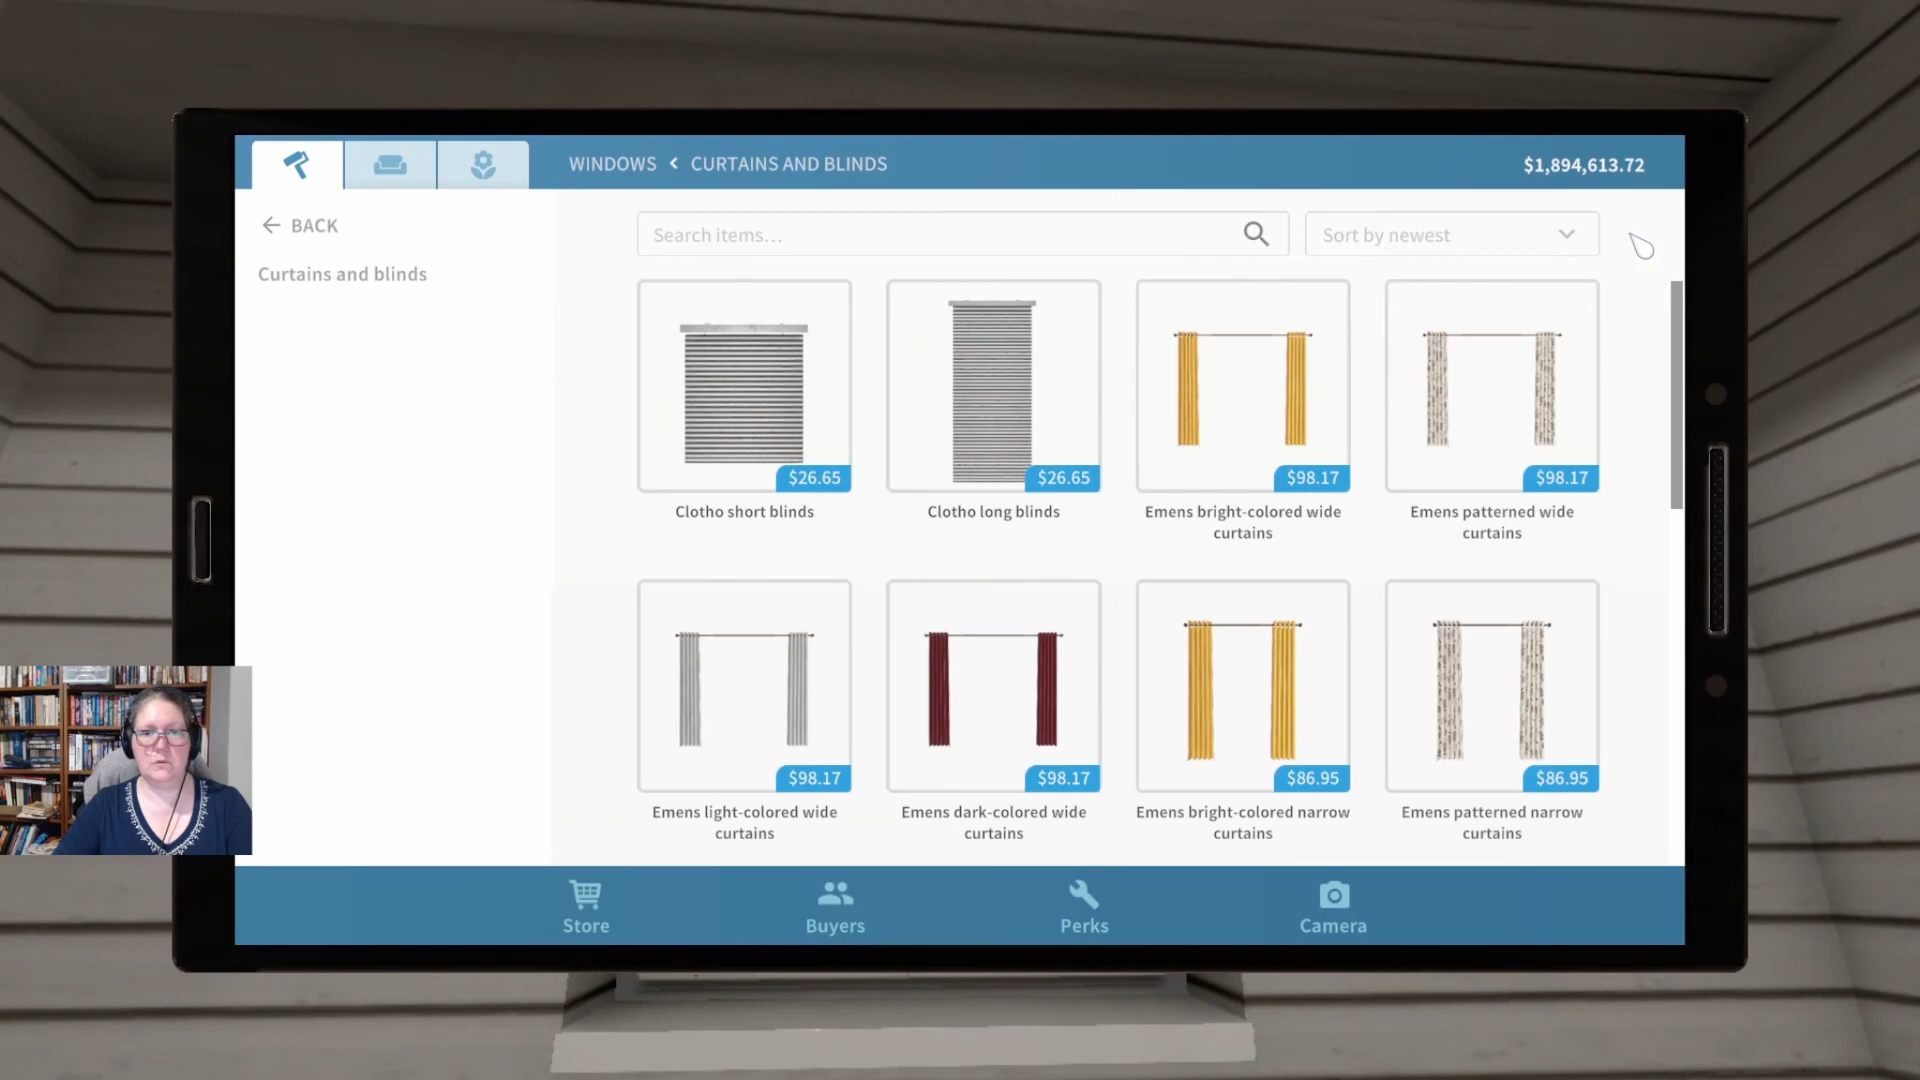 WINDOWS < CURTAINS AND BLINDS
$1,894,613.72
BACK
Search items...
Sort by newest
Curtains and blinds
$26.65
$26.65
$98.17
$98.17
Clotho short blinds
Clotho long blinds
Emens bright-colored wide
curtains
Emens patterned wide
curtains
$98.17
$98.17
$86.95
$86.95
Emens light-colored wide
curtains
Emens dark-colored wide
curtains
Emens bright-colored narrow
curtains
Emens patterned narrow
curtains
Store
Buyers
Perks
Camera